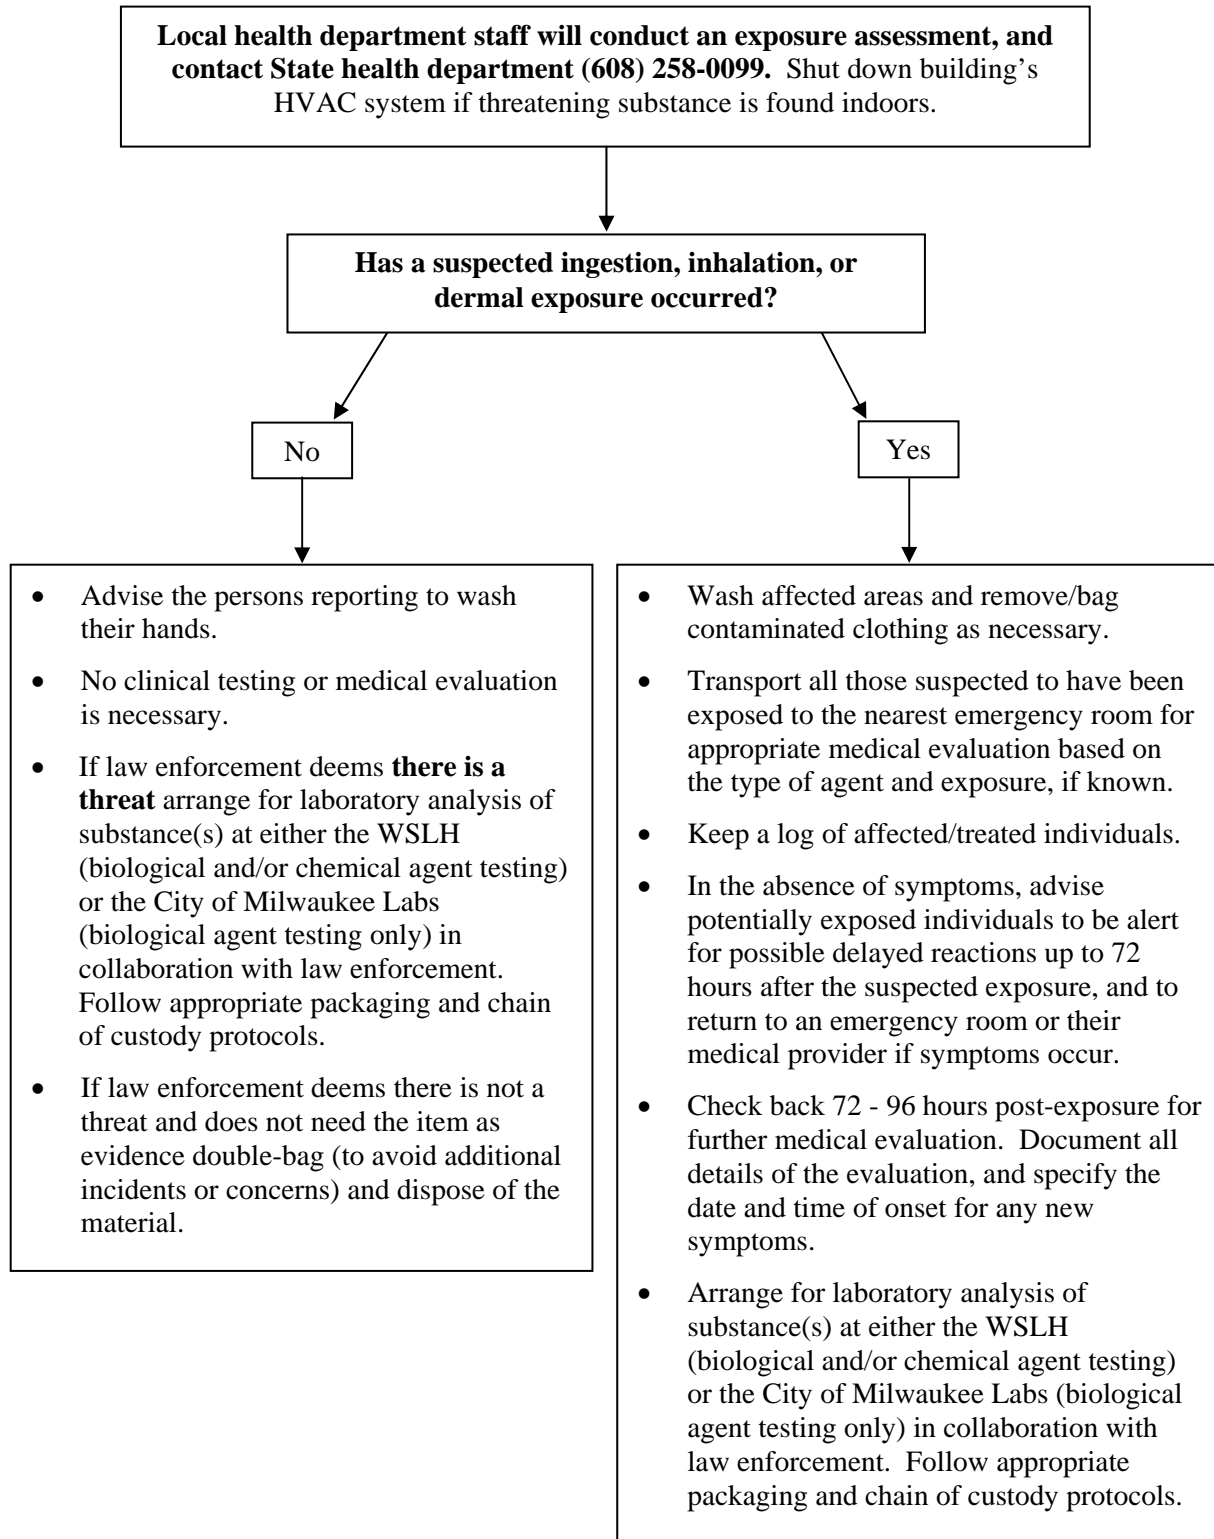 Local health department staff will conduct an exposure assessment, and
contact State health department (608) 258-0099.  Shut down building's
HVAC system if threatening substance is found indoors.
Has a suspected ingestion, inhalation, or
dermal exposure occurred?
No
Yes
• Advise the persons reporting to wash
their hands.
• No clinical testing or medical evaluation
is necessary.
• If law enforcement deems there is a
threat arrange for laboratory analysis of
substance(s) at either the WSLH
(biological and/or chemical agent testing)
or the City of Milwaukee Labs
(biological agent testing only) in
collaboration with law enforcement.
Follow appropriate packaging and chain
of custody protocols.
• If law enforcement deems there is not a
threat and does not need the item as
evidence double-bag (to avoid additional
incidents or concerns) and dispose of the
material.
• Wash affected areas and remove/bag
contaminated clothing as necessary.
• Transport all those suspected to have been
exposed to the nearest emergency room for
appropriate medical evaluation based on
the type of agent and exposure, if known.
• Keep a log of affected/treated individuals.
• In the absence of symptoms, advise
potentially exposed individuals to be alert
for possible delayed reactions up to 72
hours after the suspected exposure, and to
return to an emergency room or their
medical provider if symptoms occur.
• Check back 72 - 96 hours post-exposure for
further medical evaluation.  Document all
details of the evaluation, and specify the
date and time of onset for any new
symptoms.
• Arrange for laboratory analysis of
substance(s) at either the WSLH
(biological and/or chemical agent testing)
or the City of Milwaukee Labs (biological
agent testing only) in collaboration with
law enforcement.  Follow appropriate
packaging and chain of custody protocols.